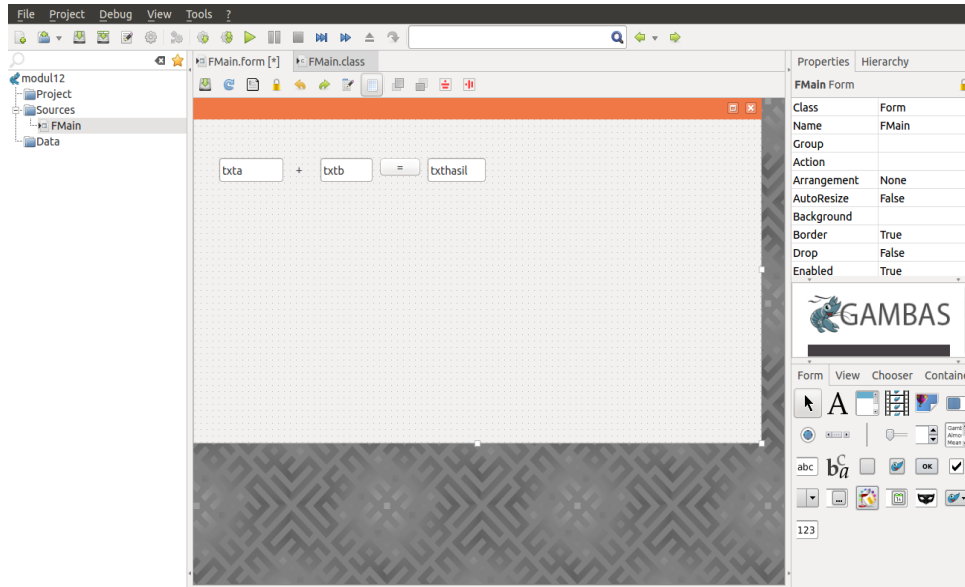 File Project Debug View Tools ?
FMain.form [*] FMain.class
modul12
Project
Sources
FMain
Data
txta + txtb = txthasil
Properties Hierarchy
FMain Form
Class Form
Name FMain
Group
Action
Arrangement None
AutoResize False
Background
Border True
Drop False
Enabled True
GAMBAS
Form View Chooser Containe
A
abc bca OK
123